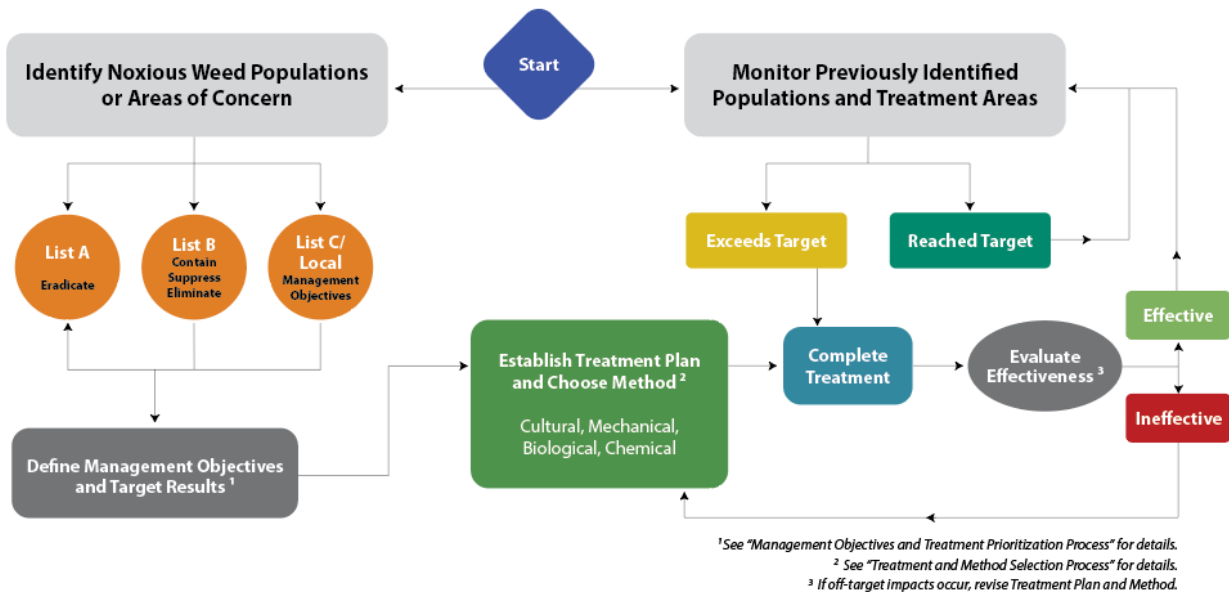 Start
Identify Noxious Weed Populations
or Areas of Concern
Monitor Previously Identified
Populations and Treatment Areas
List A
Eradicate
List B
Contain
Suppress
Eliminate
List C/
Local
Management
Objectives
Exceeds Target
Reached Target
Define Management Objectives
and Target Results ¹
Establish Treatment Plan
and Choose Method ²
Cultural, Mechanical,
Biological, Chemical
Complete
Treatment
Evaluate
Effectiveness ³
Effective
Ineffective
¹ See “Management Objectives and Treatment Prioritization Process” for details.
² See “Treatment and Method Selection Process” for details.
³ If off-target impacts occur, revise Treatment Plan and Method.